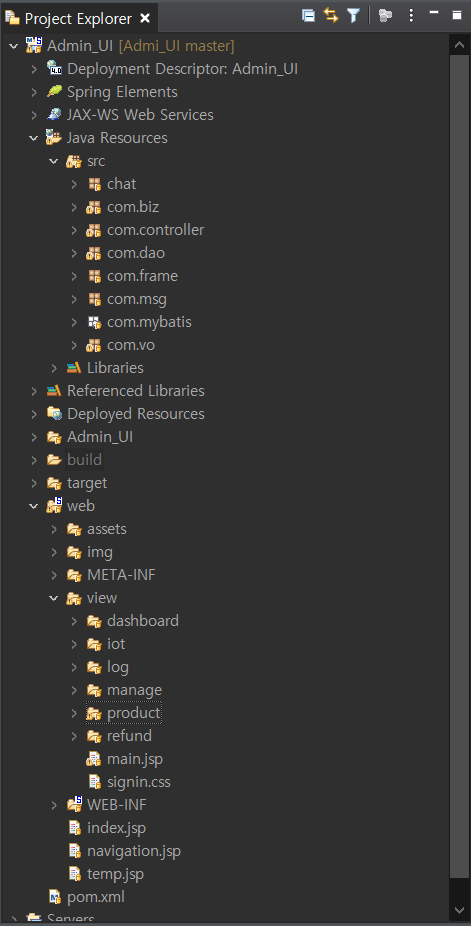 Project Explorer
Admin_UI [Admi_UI master]
Deployment Descriptor: Admin_UI
Spring Elements
JAX-WS Web Services
Java Resources
src
chat
com.biz
com.controller
com.dao
com.frame
com.msg
com.mybatis
com.vo
Libraries
Referenced Libraries
Deployed Resources
Admin_UI
build
target
web
assets
img
META-INF
view
dashboard
iot
log
manage
product
refund
main.jsp
signin.css
WEB-INF
index.jsp
navigation.jsp
temp.jsp
pom.xml
Servers